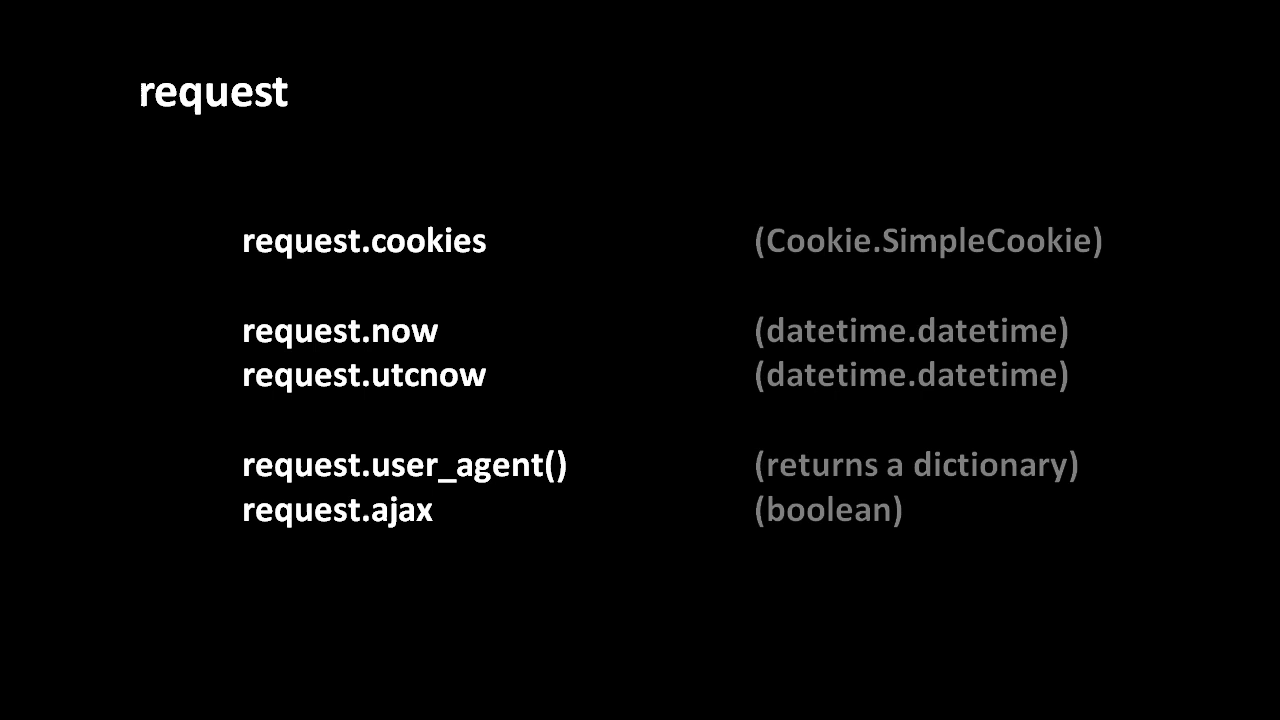 request
request.cookies (Cookie.SimpleCookie)
request.now (datetime.datetime)
request.utcnow (datetime.datetime)
request.user_agent() (returns a dictionary)
request.ajax (boolean)